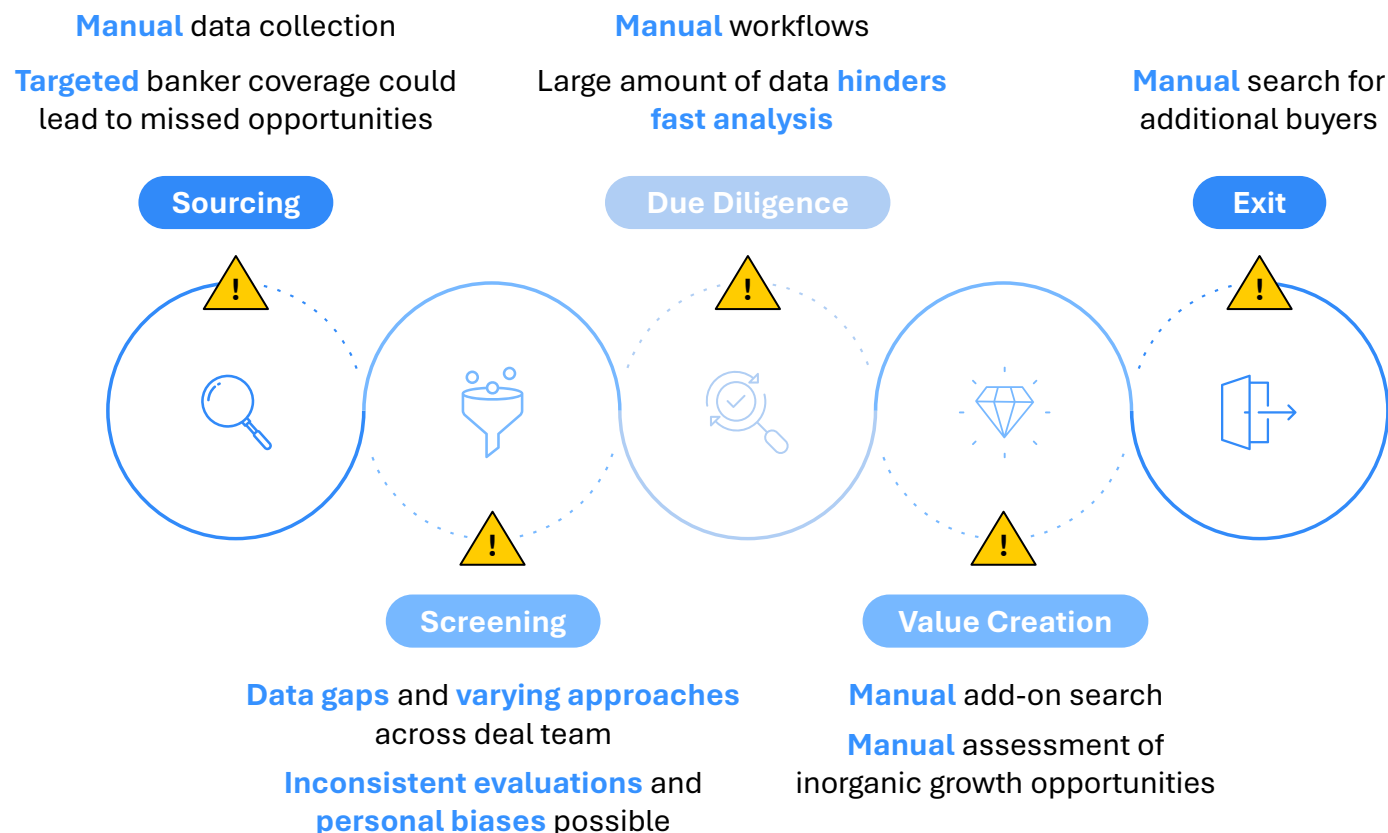 Manual data collection
Targeted banker coverage could
lead to missed opportunities
Sourcing
Manual workflows
Large amount of data hinders
fast analysis
Due Diligence
Manual search for
additional buyers
Exit
!
!
!
!
!
Screening
Data gaps and varying approaches
across deal team
Inconsistent evaluations and
personal biases possible
Value Creation
Manual add-on search
Manual assessment of
inorganic growth opportunities